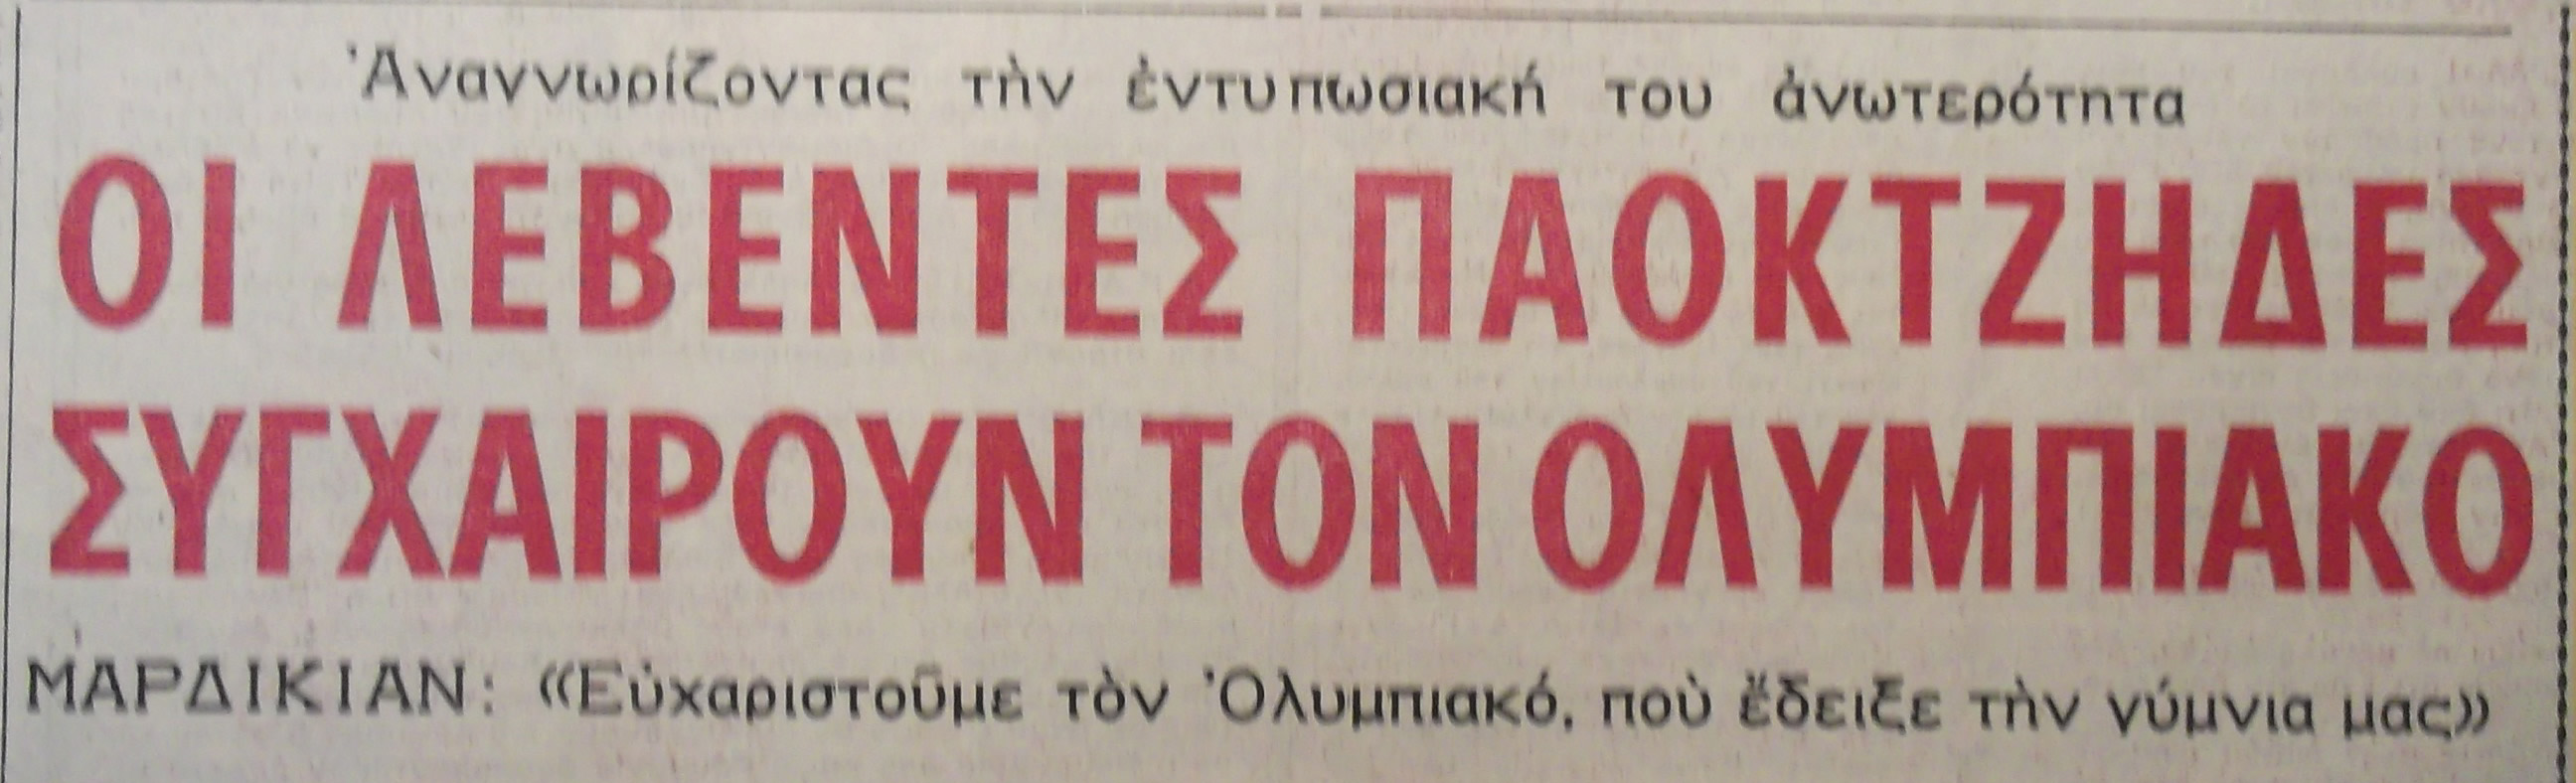 Ἀναγνωρίζοντας τὴν ἐντυπωσιακή του ἀνωτερότητα
ΟΙ ΛΕΒΕΝΤΕΣ ΠΑΟΚΤΖΗΔΕΣ
ΣΥΓΧΑΙΡΟΥΝ ΤΟΝ ΟΛΥΜΠΙΑΚΟ
ΜΑΡΔΙΚΙΑΝ: «Εὐχαριστοῦμε τὸν Ὀλυμπιακό, ποὺ ἔδειξε τὴν γύμνια μας»